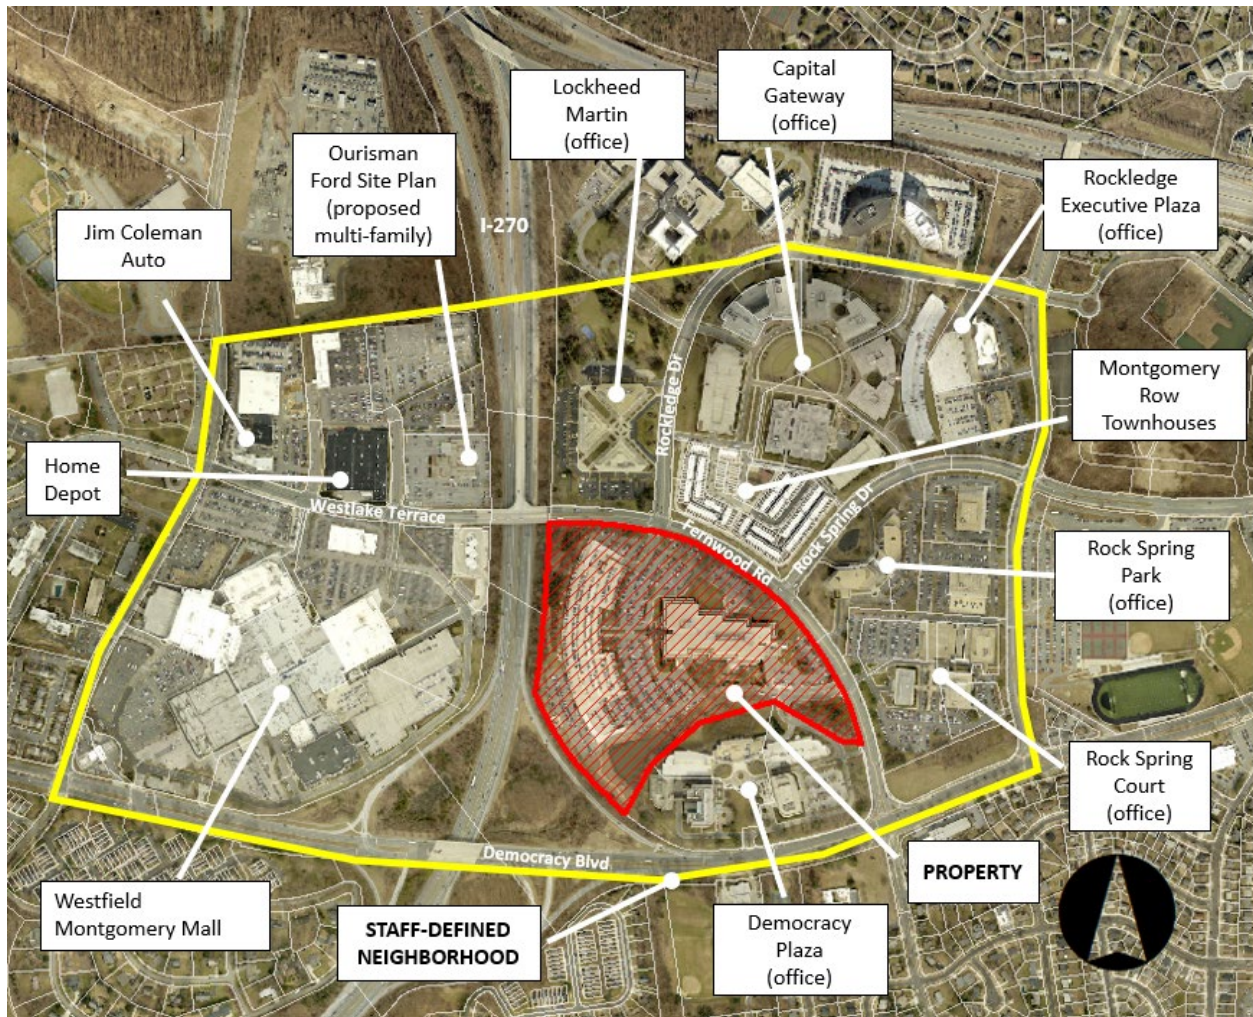 Lockheed
Martin
(office)
Capital
Gateway
(office)
Ourisman
Ford Site Plan
(proposed
multi-family)
Rockledge
Executive Plaza
(office)
Jim Coleman
Auto
I-270
Montgomery
Row
Townhouses
Rockledge Dr
Home
Depot
Westlake Terrace
Fernwood Rd
Rock Spring Dr
Rock Spring
Park
(office)
Rock Spring
Court
(office)
Democracy Blvd
PROPERTY
Westfield
Montgomery Mall
STAFF-DEFINED
NEIGHBORHOOD
Democracy
Plaza
(office)